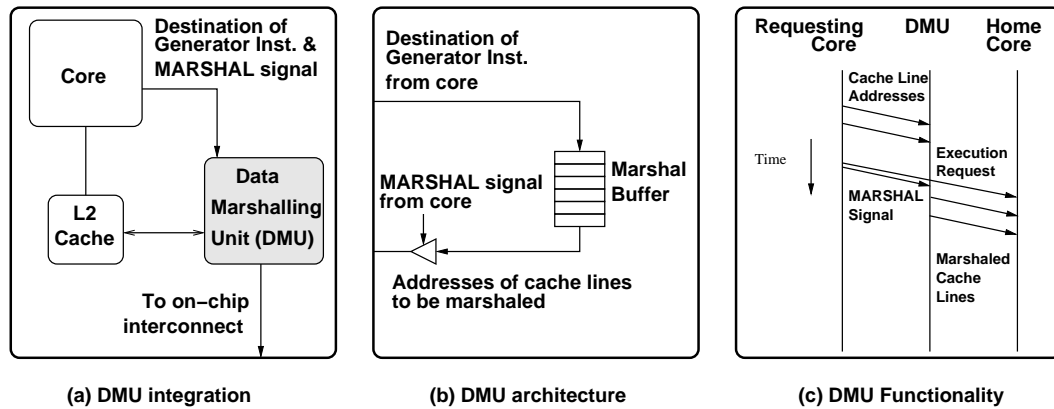 Destination of
Generator Inst. &
MARSHAL signal
Core
Data
Marshalling
Unit (DMU)
L2
Cache
To on−chip
interconnect
(a) DMU integration
Destination of
Generator Inst.
from core
Marshal
Buffer
MARSHAL signal
from core
Addresses of cache lines
to be marshaled
(b) DMU architecture
Requesting
Core
DMU
Home
Core
Cache Line
Addresses
Time
Execution
Request
MARSHAL
Signal
Marshaled
Cache
Lines
(c) DMU Functionality